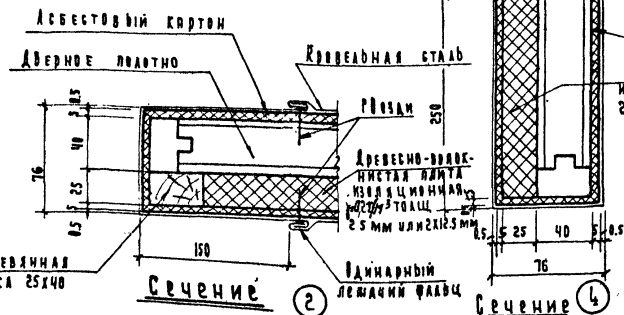 Асбестовый картон
Дверное полотно
Кровельная сталь
Гвозди
Древесно-волок-
нистая плита
изоляционная
толщ
25 мм или 2х12.5 мм
Одинарный
лежачий фальц
25х40
Сечение 2
Сечение 4
0.5
5
40
25
5
0.5
76
150
250
0.5
5
25
40
5
0.5
76